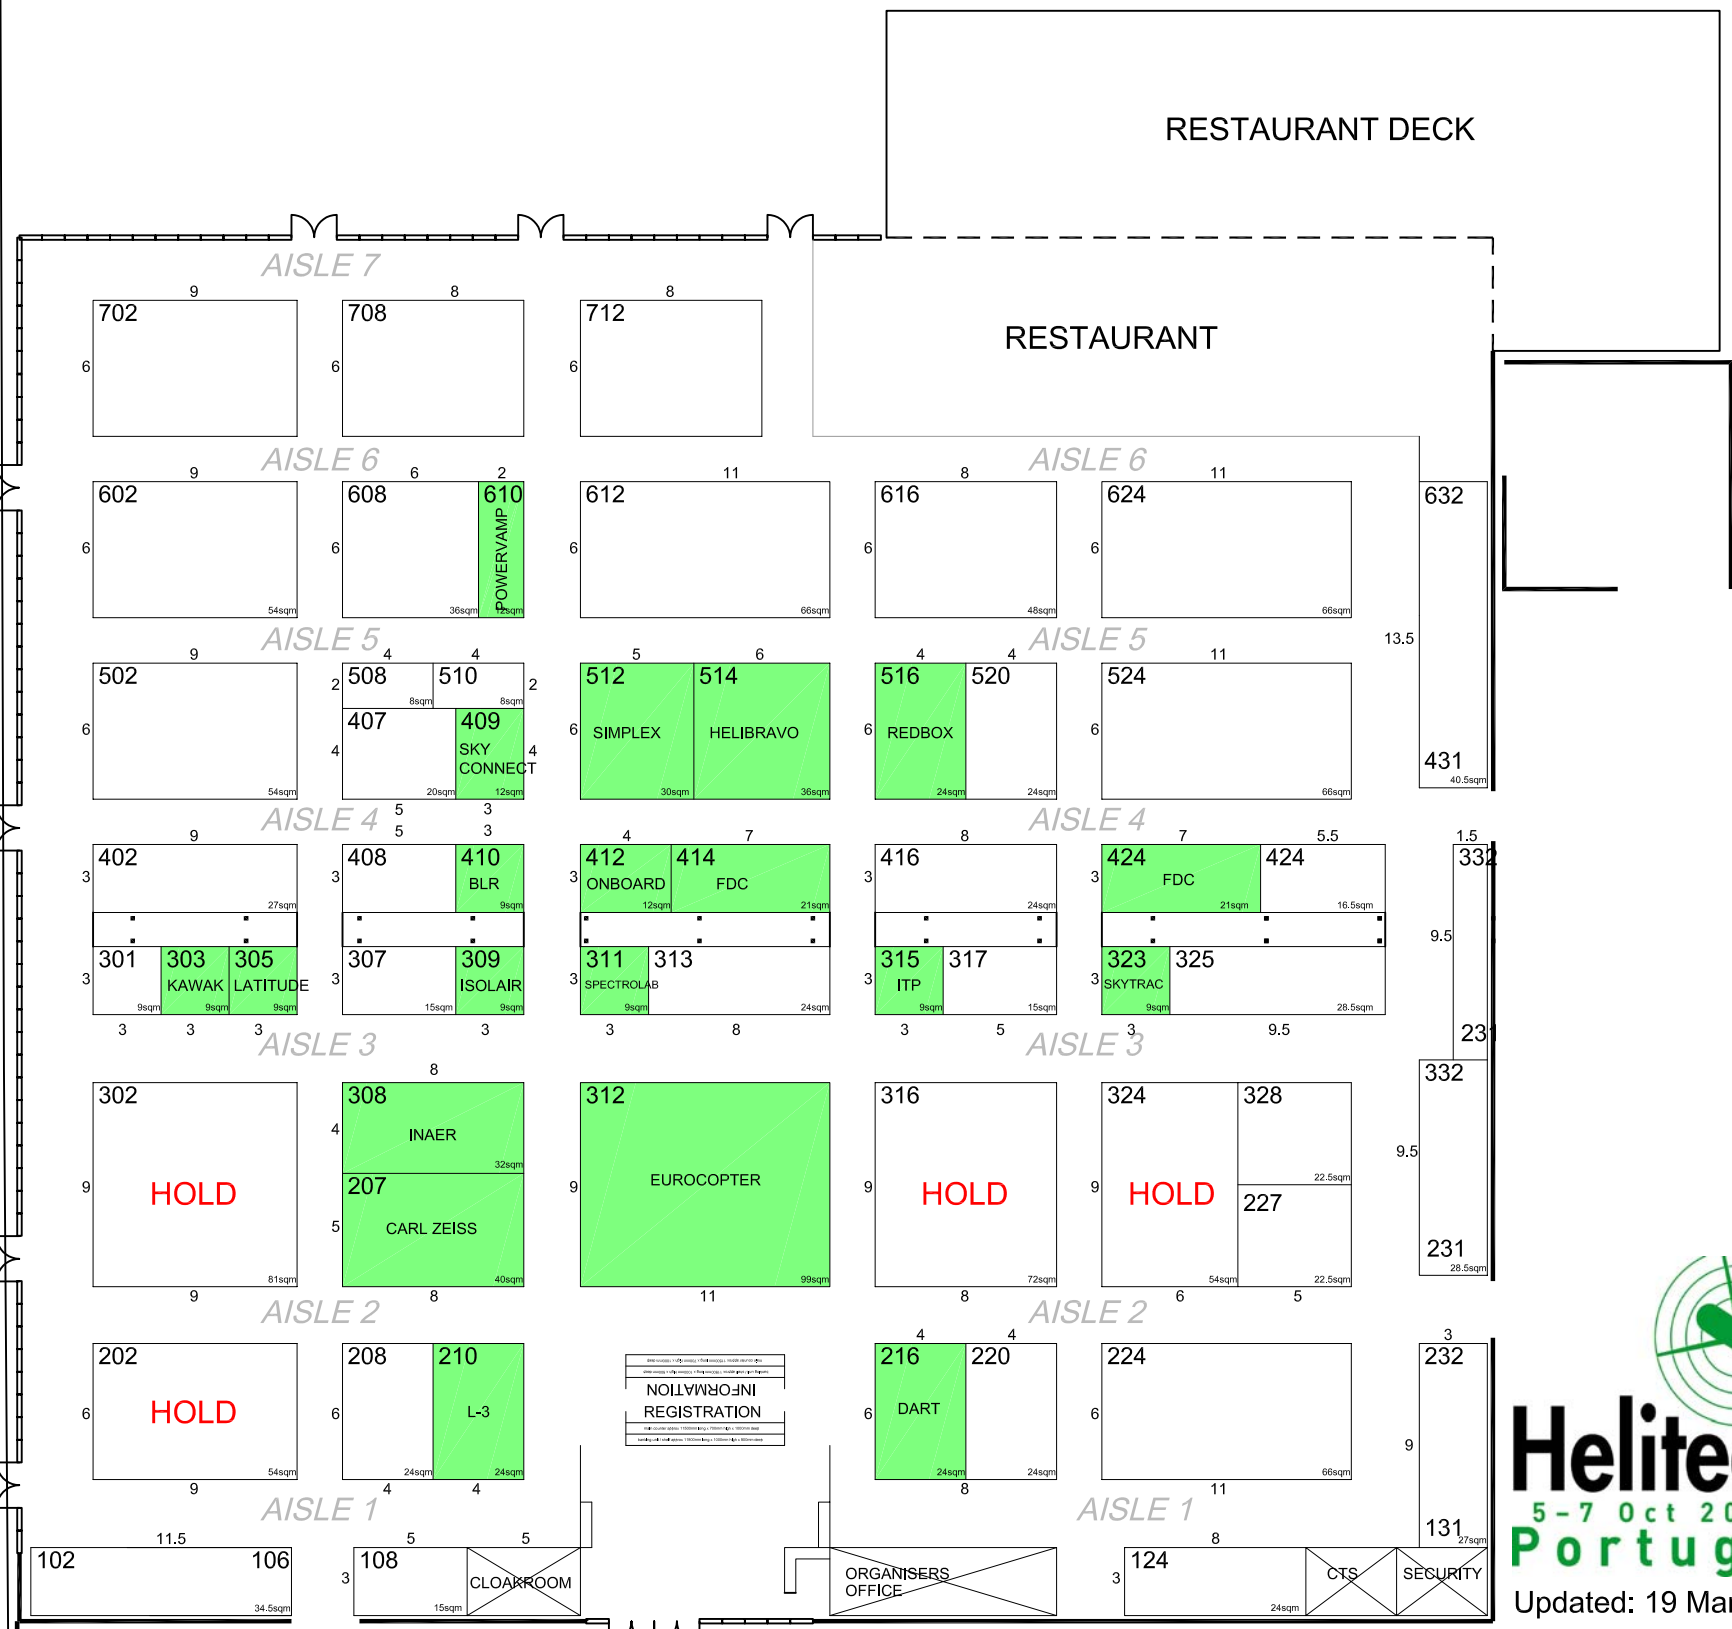 RESTAURANT DECK
AISLE 7
9 8 8
702 708 712
RESTAURANT
6 6 6
AISLE 6 AISLE 6
9 6 2 11 8 11
602 608 610 612 616 624 632
POWERVAMP
6 6 6 6 6
54sqm 36sqm 12sqm 66sqm 48sqm 66sqm
AISLE 5 AISLE 5
13.5
9 4 4 5 6 4 4 11
502 508 510 512 514 516 520 524
2 2
8sqm 8sqm
407 409
6 4 SKY CONNECT 4 6 SIMPLEX HELIBRAVO 6 REDBOX 6
431
40.5sqm
54sqm 20sqm 12sqm 30sqm 36sqm 24sqm 24sqm 66sqm
5 3
AISLE 4 AISLE 4
9 5 3 4 7 8 7 5.5 1.5
402 408 410 412 414 416 424 424 332
3 3 BLR 3 ONBOARD FDC 3 3 FDC
27sqm 9sqm 12sqm 21sqm 24sqm 21sqm 16.5sqm
9.5
301 303 305 307 309 311 313 315 317 323 325
3 KAWAK LATITUDE 3 ISOLAIR 3 SPECTROLAB 3 ITP 3 SKYTRAC
9sqm 9sqm 9sqm 15sqm 9sqm 9sqm 24sqm 9sqm 15sqm 9sqm 28.5sqm
3 3 3 3 3 8 3 5 3 9.5
231
AISLE 3 AISLE 3
8
332
302 308 312 316 324 328
4 INAER
32sqm
9.5
22.5sqm
207 227
9 HOLD 5 CARL ZEISS 9 EUROCOPTER 9 HOLD 9 HOLD
231
28.5sqm
81sqm 40sqm 99sqm 72sqm 54sqm 22.5sqm
9 8 11 8 6 5
AISLE 2 AISLE 2
4 4 3
202 208 210 216 220 224 232
INFORMATION
REGISTRATION
6 HOLD 6 L-3 6 DART 6
9
54sqm 24sqm 24sqm 24sqm 24sqm 66sqm
9 4 4 8 11
AISLE 1 AISLE 1
131
27sqm
11.5 5 5 8
102 106 108 124
3 CLOAKROOM ORGANISERS OFFICE 3 CTS SECURITY
34.5sqm 15sqm 24sqm
5-7 Oct
Updated: 19